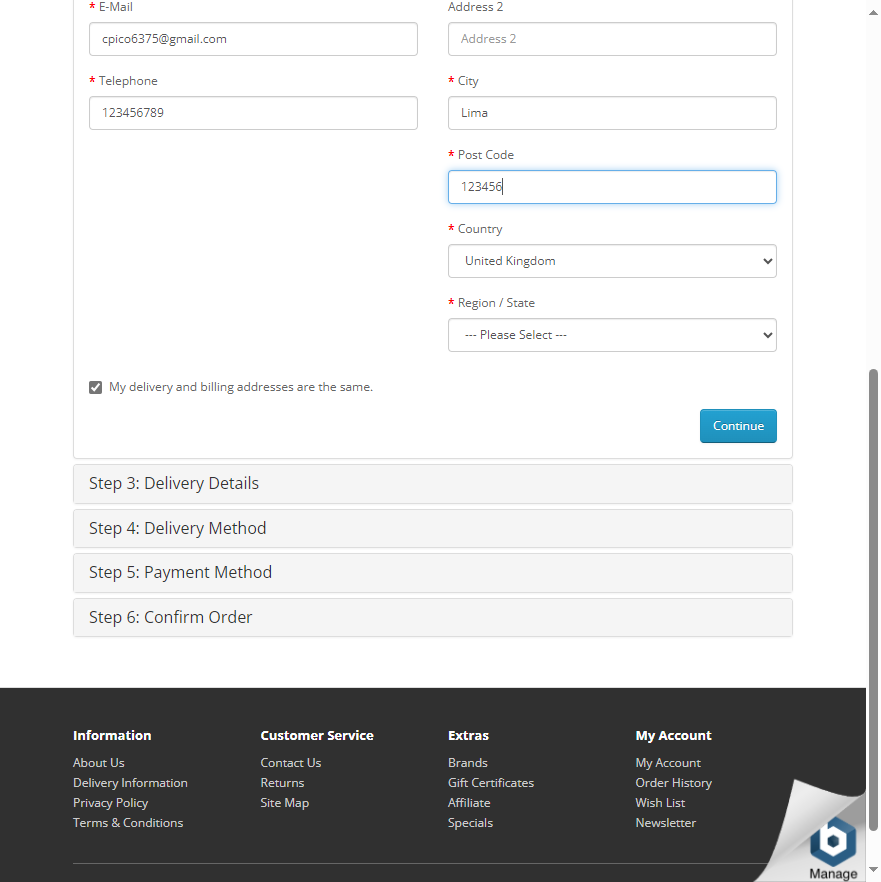 * E-Mail
Address 2
cpico6375@gmail.com
Address 2
* Telephone
* City
123456789
Lima
* Post Code
123456
* Country
United Kingdom
* Region / State
--- Please Select ---
My delivery and billing addresses are the same.
Continue
Step 3: Delivery Details
Step 4: Delivery Method
Step 5: Payment Method
Step 6: Confirm Order
Information
Customer Service
Extras
My Account
About Us
Contact Us
Brands
My Account
Delivery Information
Returns
Gift Certificates
Order History
Privacy Policy
Site Map
Affiliate
Wish List
Terms & Conditions
Specials
Newsletter
b
Manage